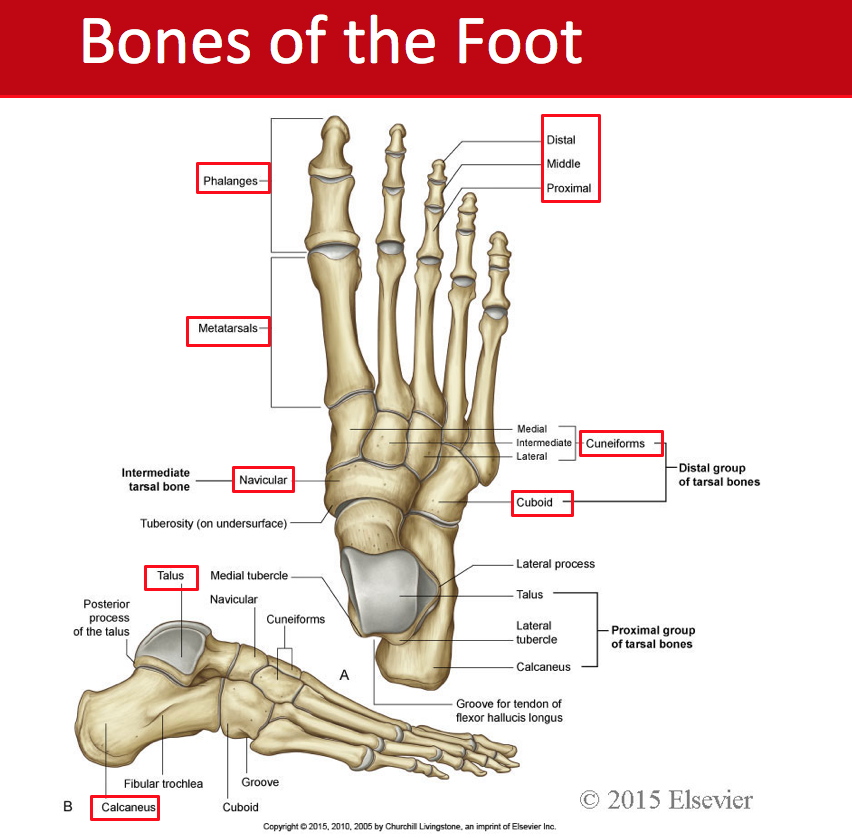 Bones of the Foot
Phalanges
Distal
Middle
Proximal
Metatarsals
Medial
Intermediate
Lateral
Cuneiforms
Distal group
of tarsal bones
Intermediate
tarsal bone
Navicular
Cuboid
Tuberosity (on undersurface)
Talus
Medial tubercle
Lateral process
Navicular
Talus
Posterior
process
of the talus
Cuneiforms
Lateral
tubercle
Proximal group
of tarsal bones
Calcaneus
A
Groove for tendon of
flexor hallucis longus
Fibular trochlea
Groove
B
Calcaneus
Cuboid
© 2015 Elsevier
Copyright © 2015, 2010, 2005 by Churchill Livingstone, an imprint of Elsevier Inc.